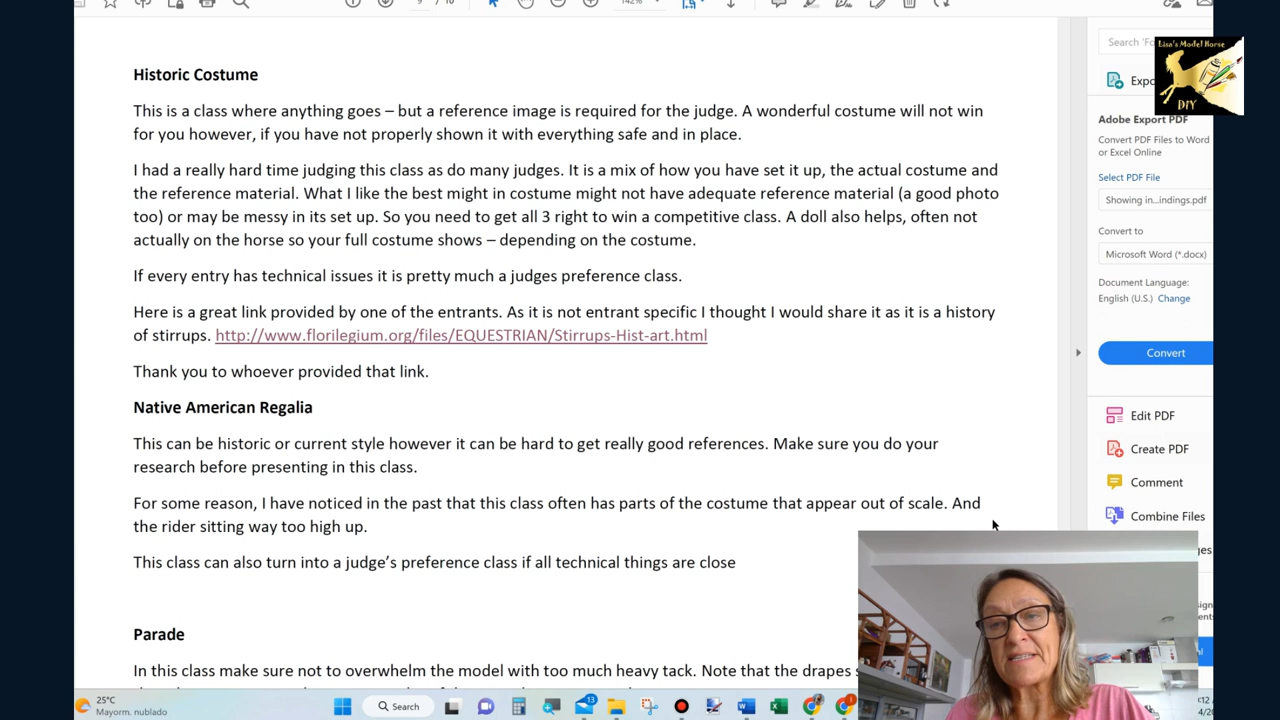 9 / 10
142%
Historic Costume
This is a class where anything goes – but a reference image is required for the judge. A wonderful costume will not win
for you however, if you have not properly shown it with everything safe and in place.
I had a really hard time judging this class as do many judges. It is a mix of how you have set it up, the actual costume and
the reference material. What I like the best might in costume might not have adequate reference material (a good photo
too) or may be messy in its set up. So you need to get all 3 right to win a competitive class. A doll also helps, often not
actually on the horse so your full costume shows – depending on the costume.
If every entry has technical issues it is pretty much a judges preference class.
Here is a great link provided by one of the entrants. As it is not entrant specific I thought I would share it as it is a history
of stirrups. http://www.florilegium.org/files/EQUESTRIAN/Stirrups-Hist-art.html
Thank you to whoever provided that link.
Native American Regalia
This can be historic or current style however it can be hard to get really good references. Make sure you do your
research before presenting in this class.
For some reason, I have noticed in the past that this class often has parts of the costume that appear out of scale. And
the rider sitting way too high up.
This class can also turn into a judge's preference class if all technical things are close
Parade
In this class make sure not to overwhelm the model with too much heavy tack. Note that the drapes
Search 'Fo
Lisa's Model Horse
DIY
Expo
Adobe Export PDF
Convert PDF Files to Word
or Excel Online
Select PDF File
Showing in...indings.pdf
Convert to
Microsoft Word (*.docx)
Document Language:
English (U.S.) Change
Convert
Edit PDF
Create PDF
Comment
Combine Files
25°C
Mayorm. nublado
Search
13